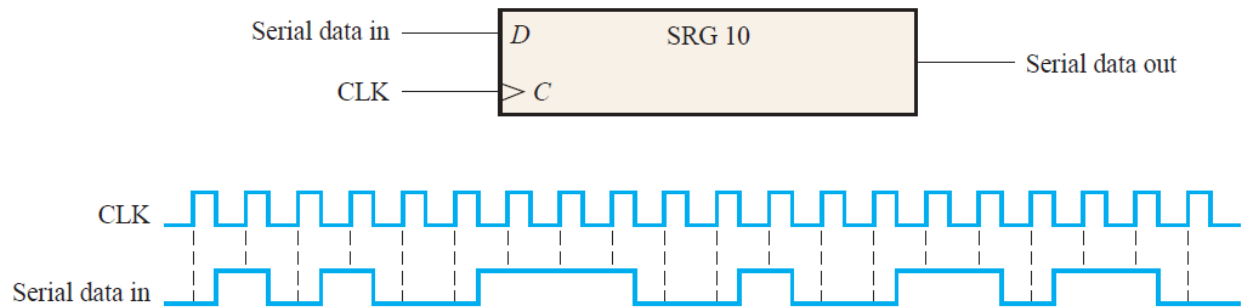 Serial data in
D
SRG 10
Serial data out
CLK
C
CLK
Serial data in